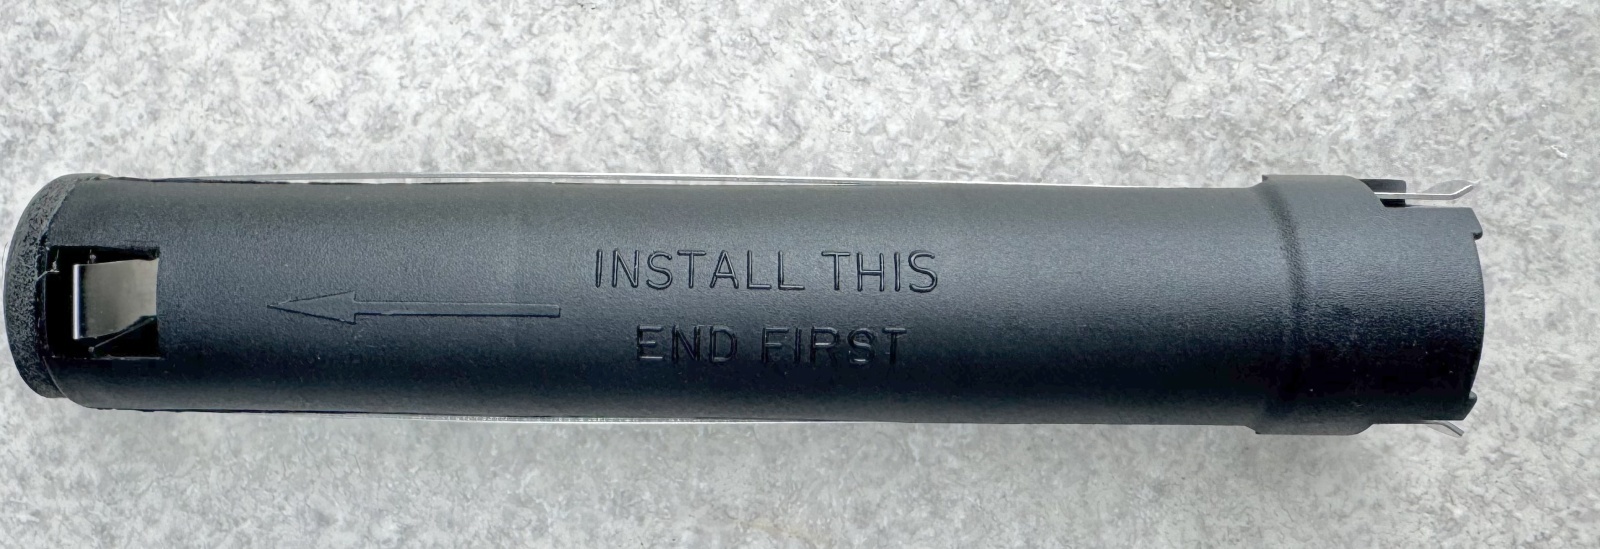 INSTALL THIS
END FIRST